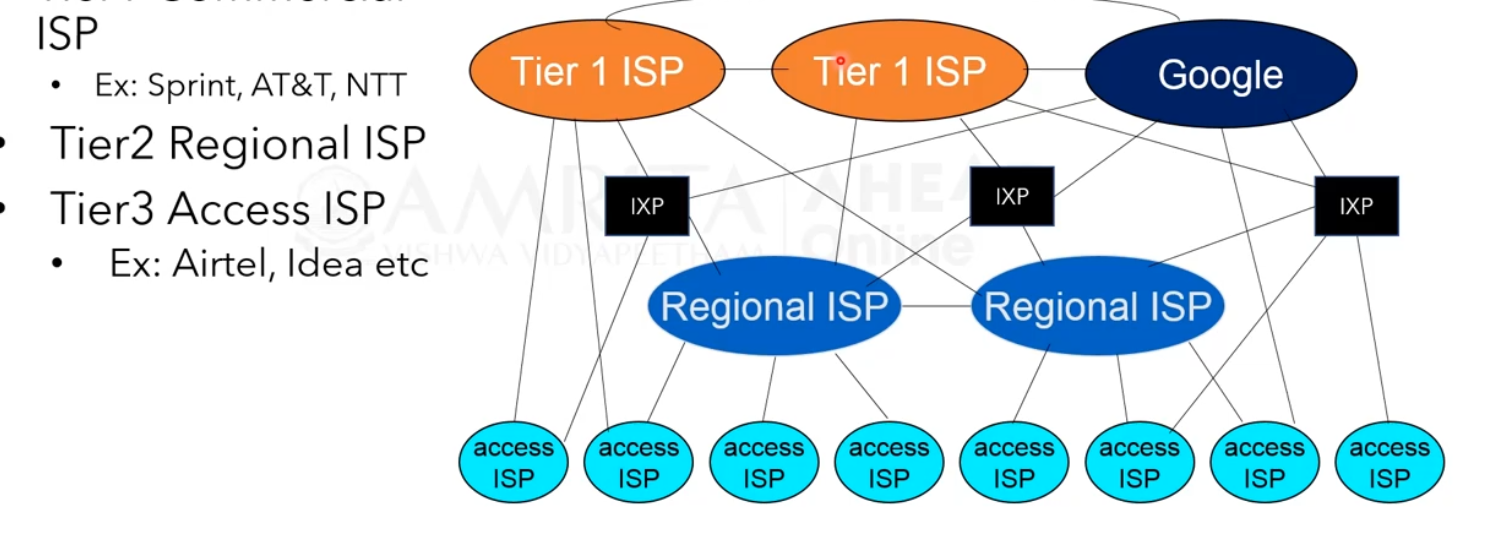 ISP
• Ex: Sprint, AT&T, NTT
• Tier2 Regional ISP
• Tier3 Access ISP
• Ex: Airtel, Idea etc
Tier 1 ISP
Tier 1 ISP
Google
IXP
IXP
IXP
AMRITA
VISHWA VIDYAPEETHAM
AHEA
Online
Regional ISP
Regional ISP
access
ISP
access
ISP
access
ISP
access
ISP
access
ISP
access
ISP
access
ISP
access
ISP